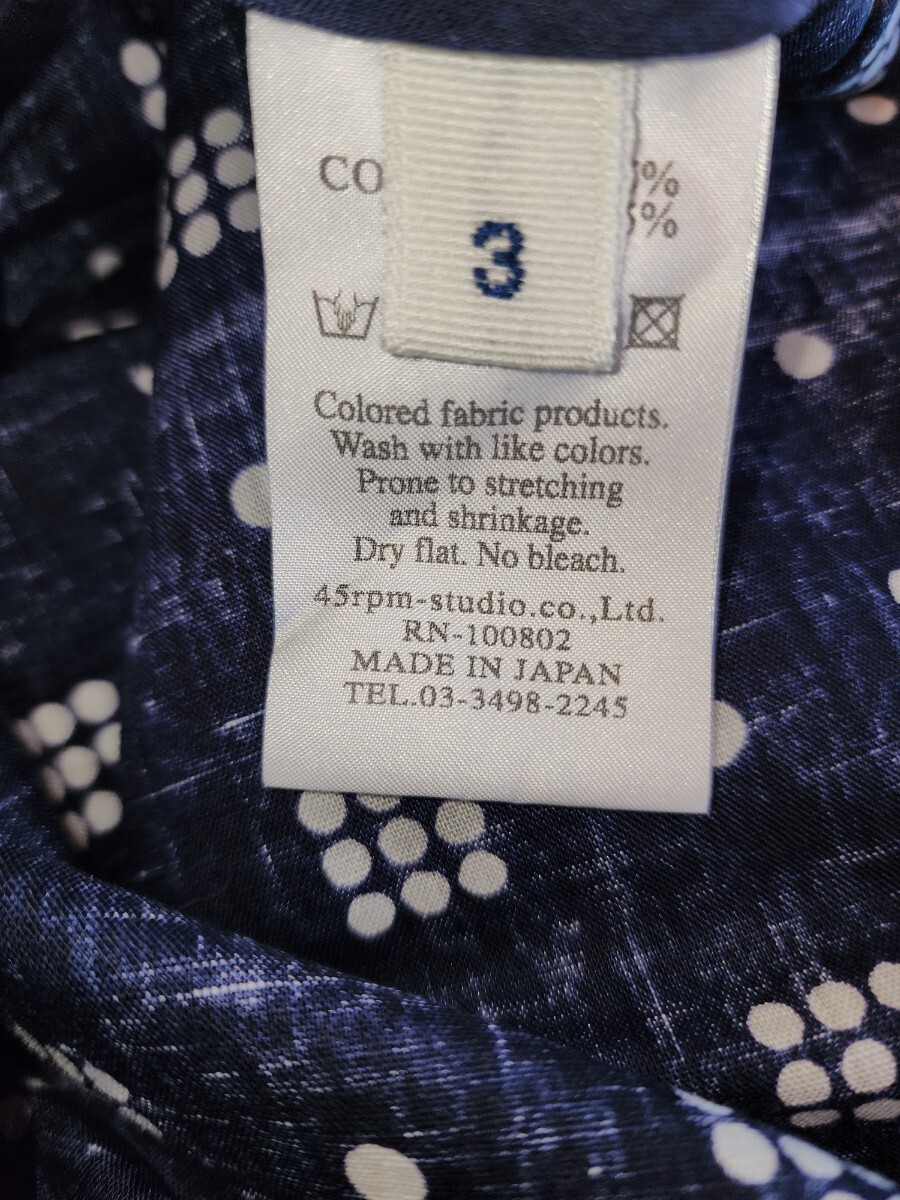 3
Colored fabric products.
Wash with like colors.
Prone to stretching
and shrinkage.
Dry flat. No bleach.
45rpm-studio.co.,Ltd.
RN-100802
MADE IN JAPAN
TEL.03-3498-2245